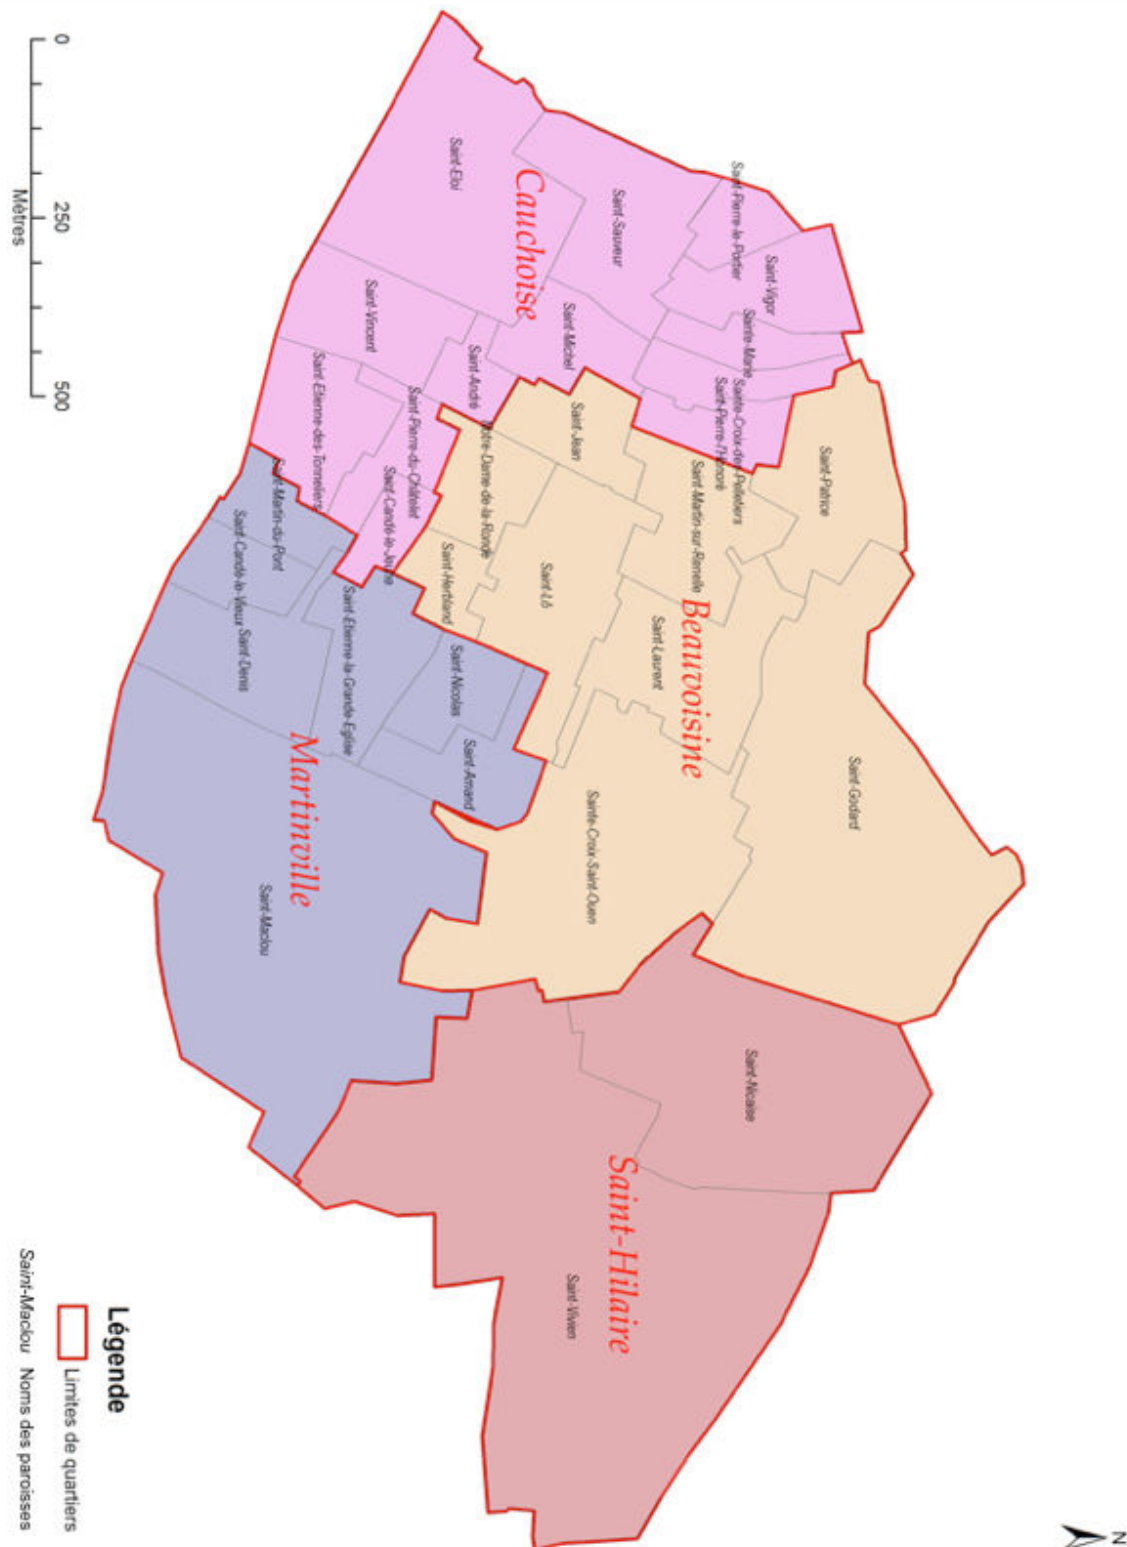 N
Saint-Pierre-le-Portier
Saint-Vigor
Sainte-Marie
Sainte-Croix-des-Pelletiers
Saint-Pierre-l'Honoré
Saint-Patrice
Saint-Godard
Saint-Sauveur
Saint-Michel
Saint-Eloi
Cauchoise
Saint-Vincent
Saint-André
Saint-Pierre-du-Châtelet
Saint-Etienne-des-Tonneliers
Saint-Candé-le-Jeune
Saint-Jean
Saint-Martin-sur-Renelle
Notre-Dame-de-la-Ronde
Saint-Herbland
Saint-Lô
Saint-Laurent
Beauvoisine
Sainte-Croix-Saint-Ouen
Saint-Martin-du-Pont
Saint-Candé-le-Vieux
Saint-Denis
Saint-Etienne-la-Grande-Eglise
Saint-Nicolas
Saint-Amand
Martinville
Saint-Maclou
Saint-Nicaise
Saint-Hilaire
Saint-Vivien
0 250 500
Mètres
Légende
Limites de quartiers
Saint-Maclou Noms des paroisses